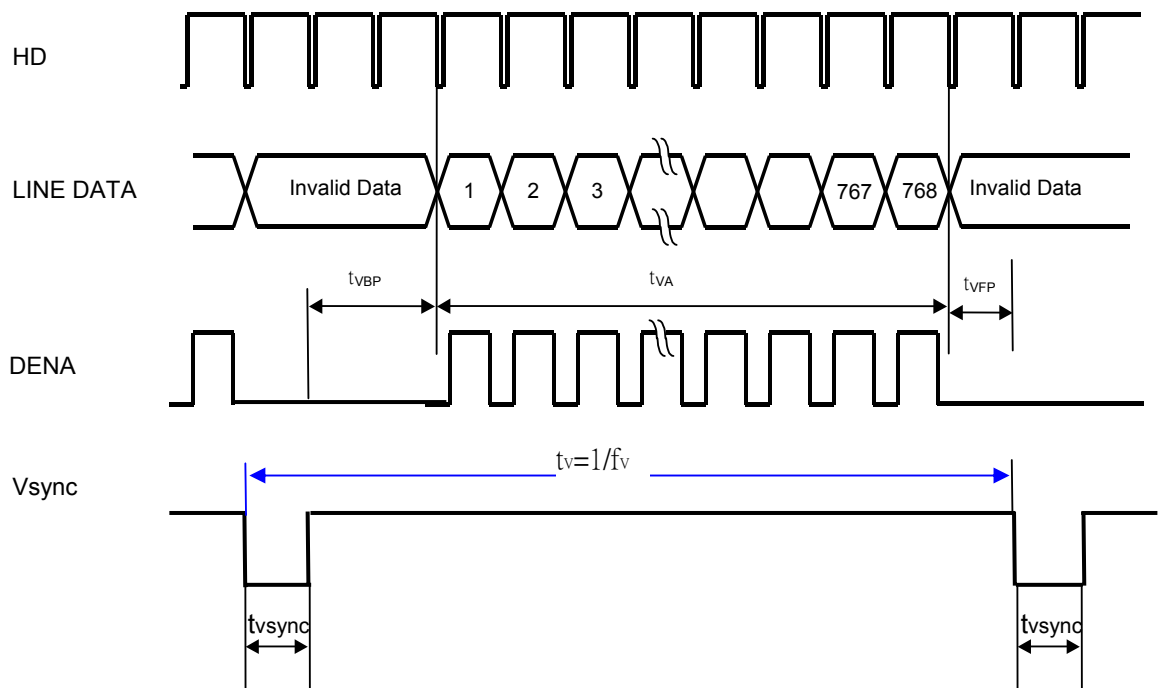 HD
LINE DATA
Invalid Data
1
2
3
767
768
Invalid Data
tVBP
tVA
tVFP
DENA
tv=1/fv
Vsync
tvsync
tvsync